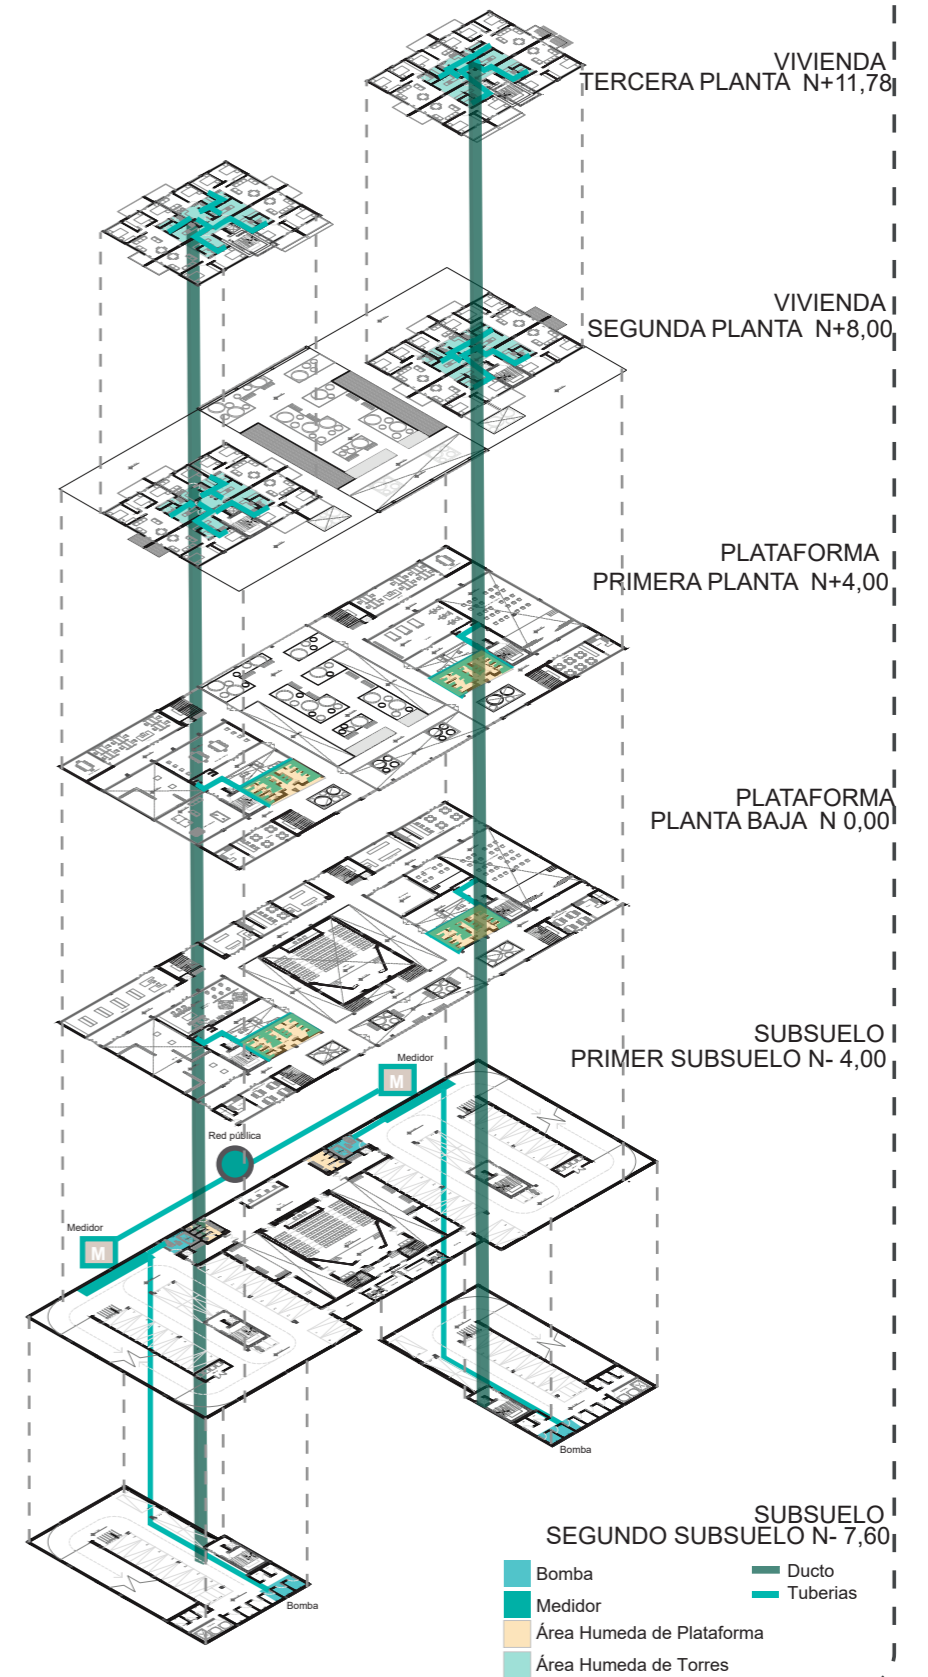 VIVIENDA
TERCERA PLANTA N+11,78
VIVIENDA
SEGUNDA PLANTA N+8,00
PLATAFORMA
PRIMERA PLANTA N+4,00
PLATAFORMA
PLANTA BAJA N 0,00
SUBSUELO
PRIMER SUBSUELO N- 4,00
Medidor
M
Red pública
Medidor
M
Bomba
Bomba
SUBSUELO
SEGUNDO SUBSUELO N- 7,60
Bomba
Medidor
Área Humeda de Plataforma
Área Humeda de Torres
Ducto
Tuberias